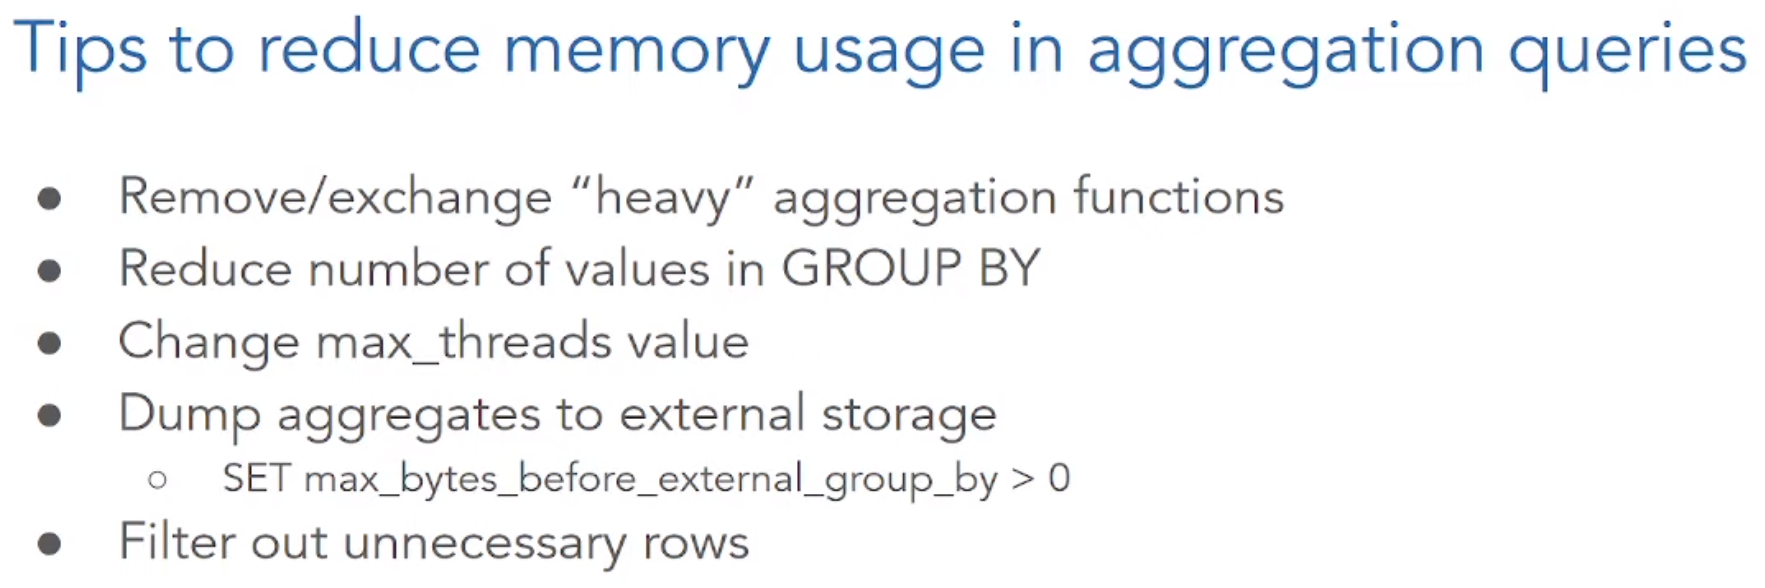 Tips to reduce memory usage in aggregation queries
● Remove/exchange “heavy” aggregation functions
● Reduce number of values in GROUP BY
● Change max_threads value
● Dump aggregates to external storage
○ SET max_bytes_before_external_group_by > 0
● Filter out unnecessary rows